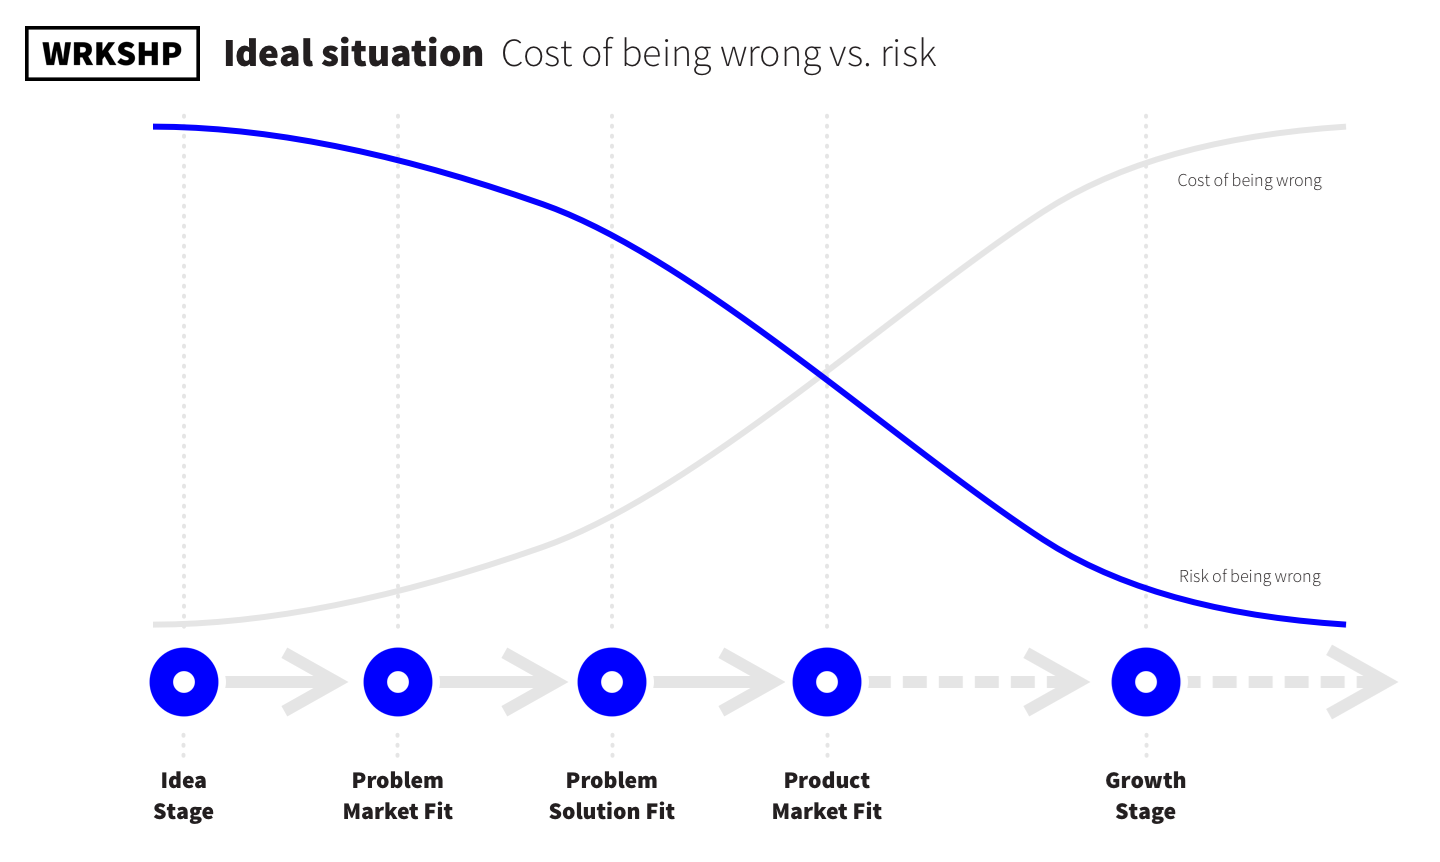 WRKSHP
Ideal situation Cost of being wrong vs. risk
Cost of being wrong
Risk of being wrong
Idea
Stage
Problem
Market Fit
Problem
Solution Fit
Product
Market Fit
Growth
Stage